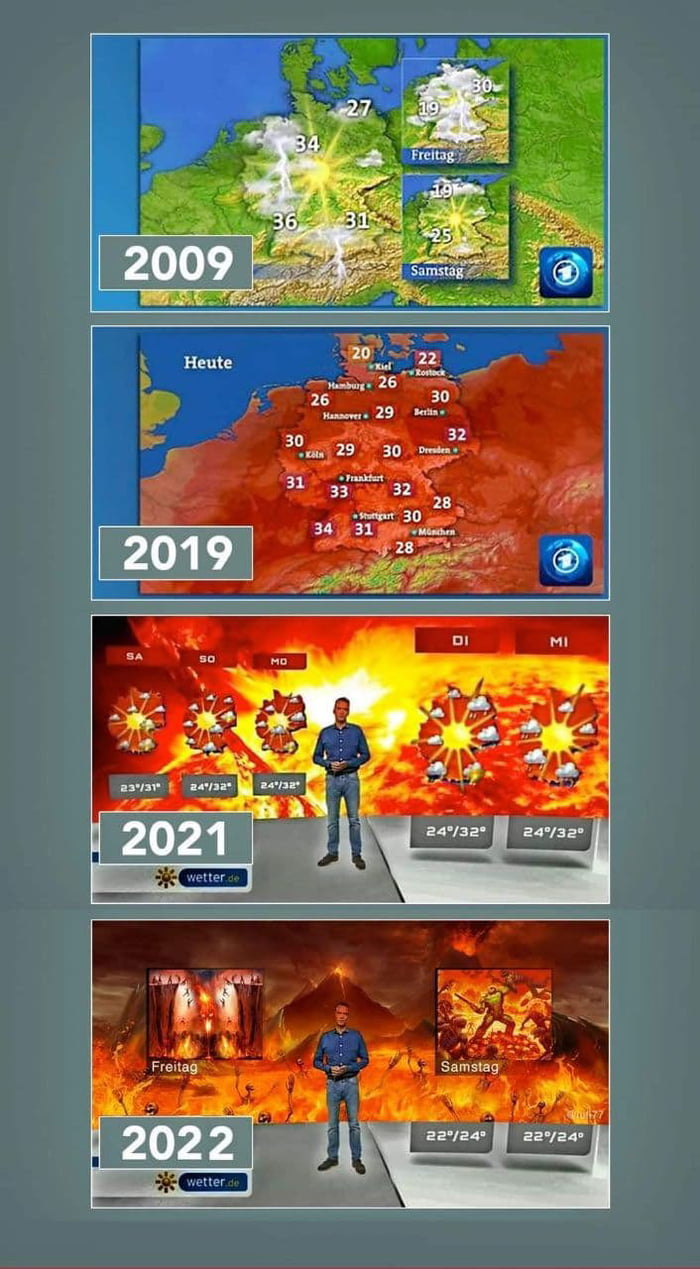 27
34
36
31
30
19
Freitag
19
25
Samstag
2009
1
Heute
20
Kiel
22
Rostock
Hamburg
26
26
30
Hannover
29
Berlin
30
Köln
29
30
32
Dresden
31
Frankfurt
33
32
28
Stuttgart
30
34
31
München
28
2019
1
SA
SO
MO
DI
MI
23°/31°
24°/32°
24°/32°
24°/32°
24°/32°
2021
wetter.de
Freitag
Samstag
22°/24°
22°/24°
2022
wetter.de